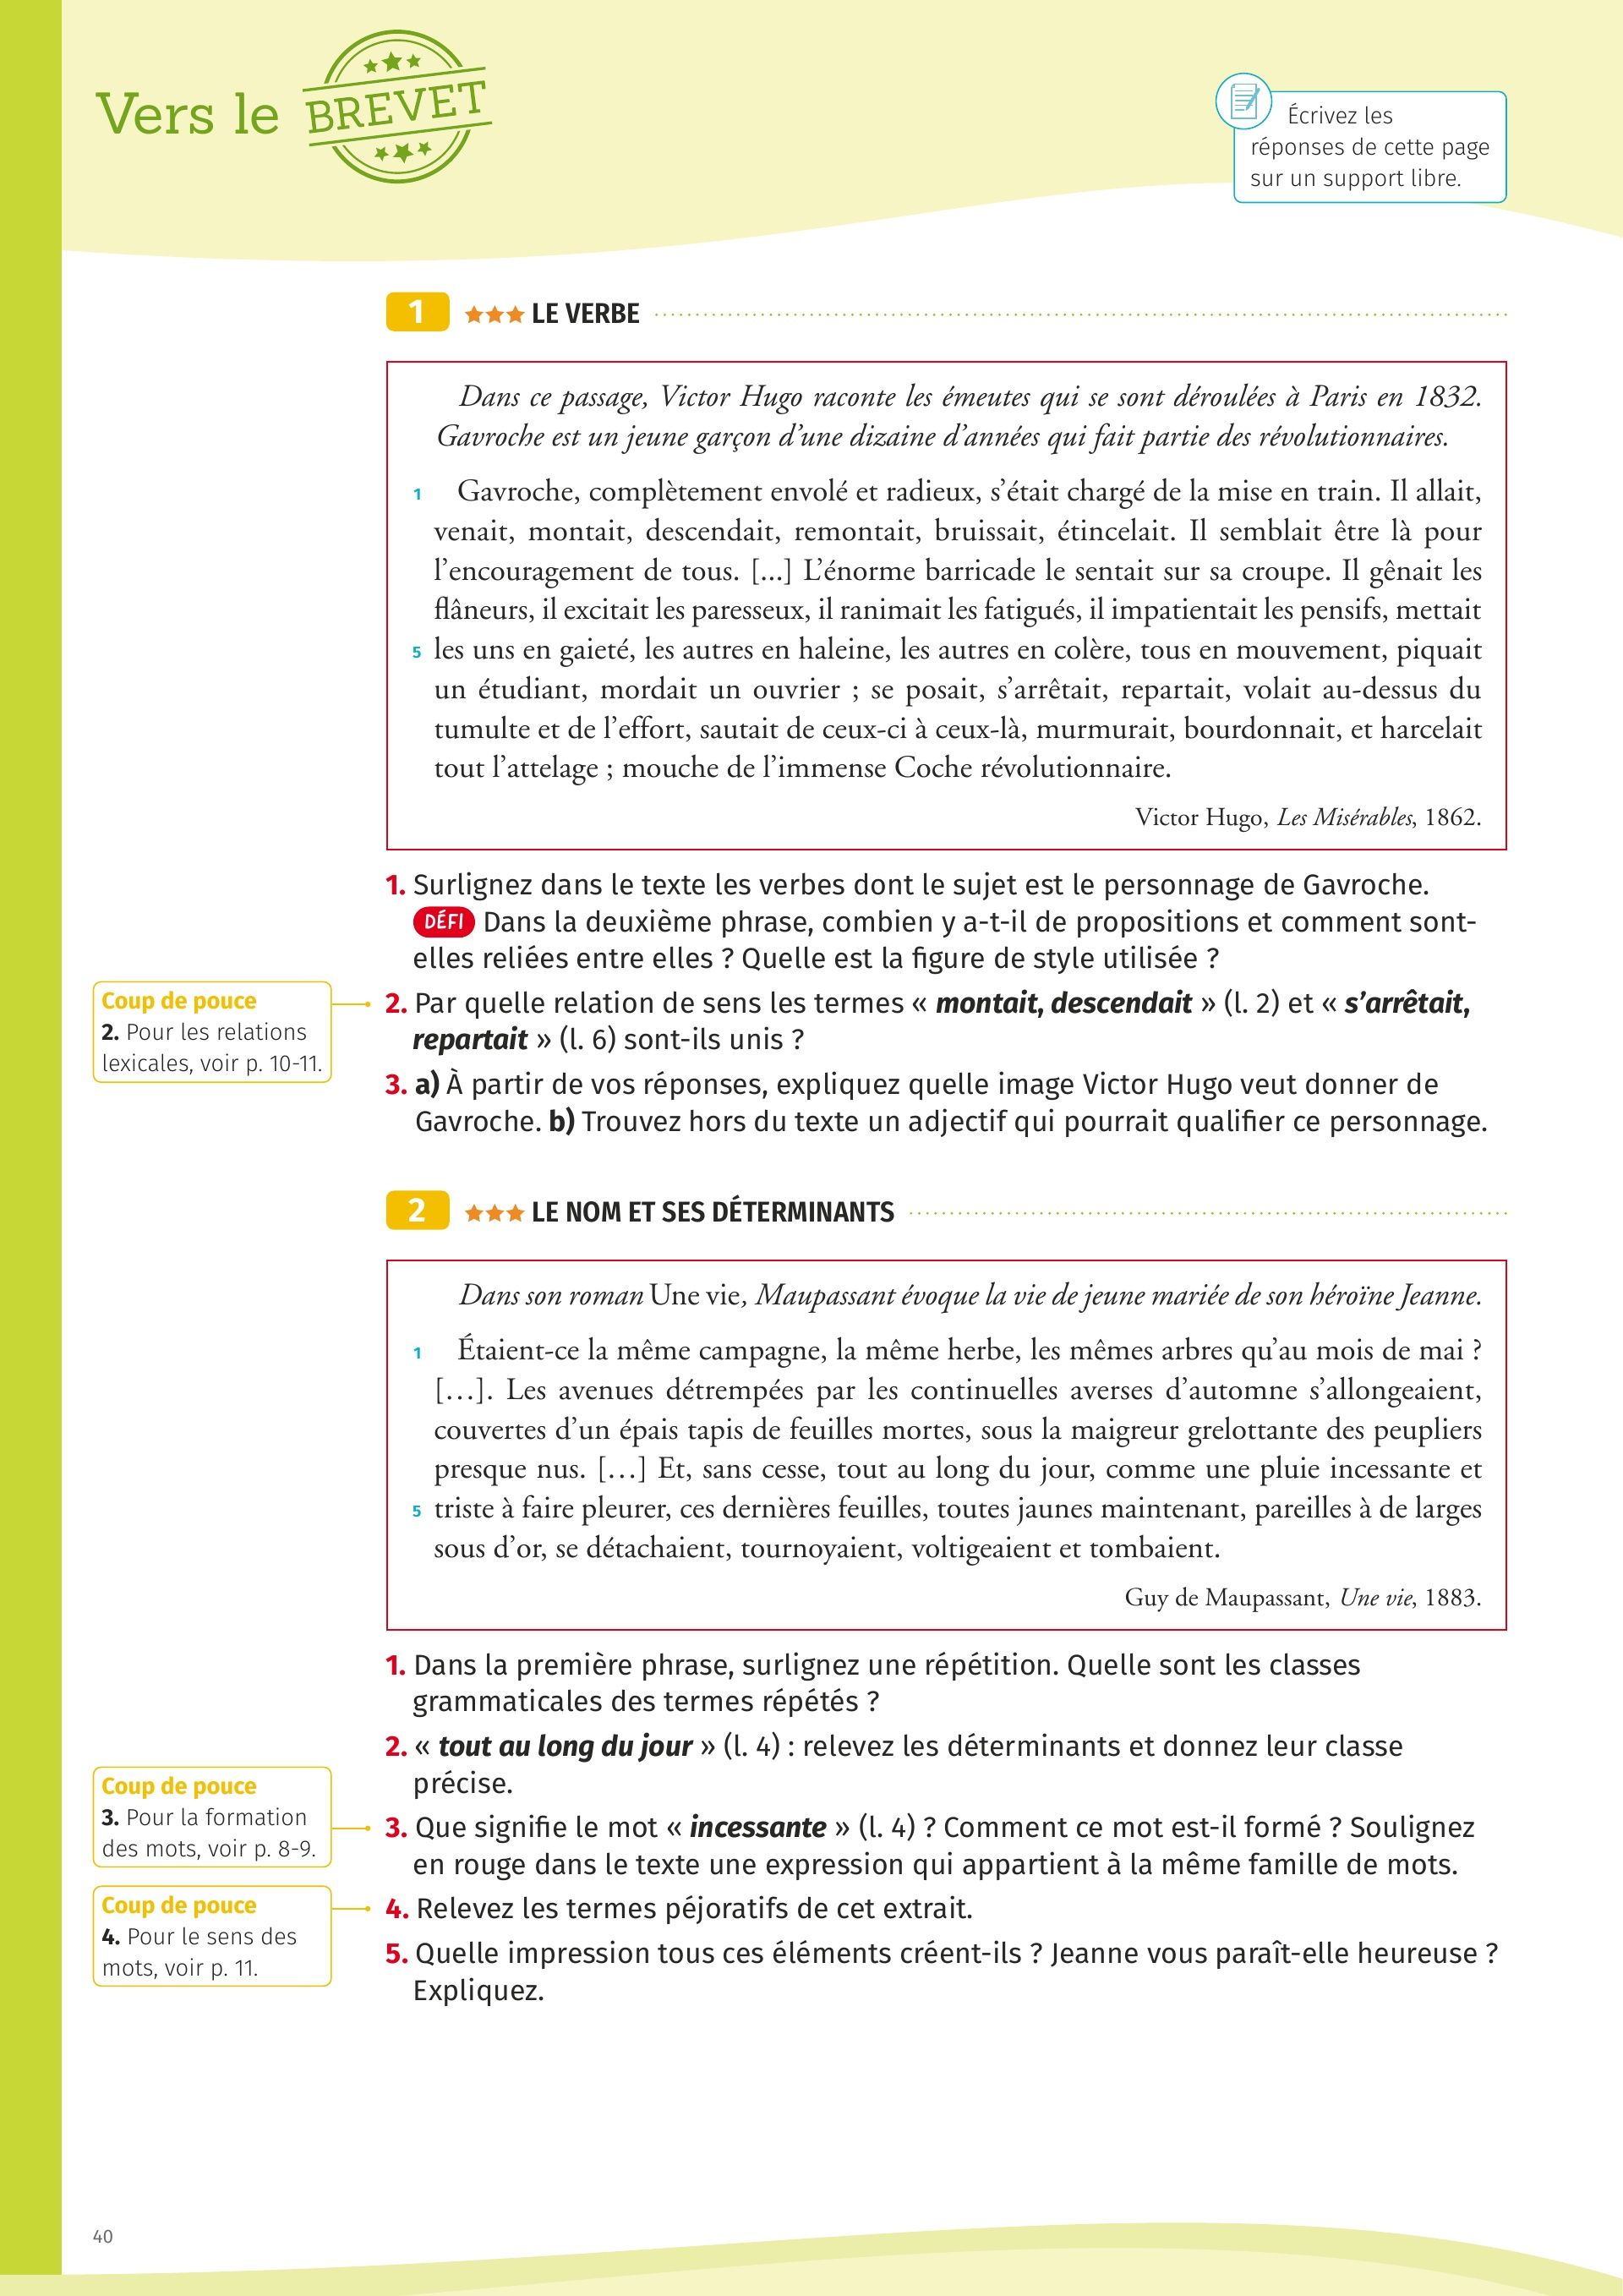 Vers le BREVET
Écrivez les
réponses de cette page
sur un support libre.
1 ★★★ LE VERBE
Dans ce passage, Victor Hugo raconte les émeutes qui se sont déroulées à Paris en 1832.
Gavroche est un jeune garçon d’une dizaine d’années qui fait partie des révolutionnaires.
1 Gavroche, complètement envolé et radieux, s’était chargé de la mise en train. Il allait,
venait, montait, descendait, remontait, bruissait, étincelait. Il semblait être là pour
l’encouragement de tous. [...] L’énorme barricade le sentait sur sa croupe. Il gênait les
flâneurs, il excitait les paresseux, il ranimait les fatigués, il impatientait les pensifs, mettait
5 les uns en gaieté, les autres en haleine, les autres en colère, tous en mouvement, piquait
un étudiant, mordait un ouvrier ; se posait, s’arrêtait, repartait, volait au-dessus du
tumulte et de l’effort, sautait de ceux-ci à ceux-là, murmurait, bourdonnait, et harcelait
tout l’attelage ; mouche de l’immense Coche révolutionnaire.
Victor Hugo, Les Misérables, 1862.
1. Surlignez dans le texte les verbes dont le sujet est le personnage de Gavroche.
DÉFI Dans la deuxième phrase, combien y a-t-il de propositions et comment sont-
elles reliées entre elles ? Quelle est la figure de style utilisée ?
Coup de pouce
2. Pour les relations
lexicales, voir p. 10-11.
2. Par quelle relation de sens les termes « montait, descendait » (l. 2) et « s’arrêtait,
repartait » (l. 6) sont-ils unis ?
3. a) À partir de vos réponses, expliquez quelle image Victor Hugo veut donner de
Gavroche. b) Trouvez hors du texte un adjectif qui pourrait qualifier ce personnage.
2 ★★★ LE NOM ET SES DÉTERMINANTS
Dans son roman Une vie, Maupassant évoque la vie de jeune mariée de son héroïne Jeanne.
1 Étaient-ce la même campagne, la même herbe, les mêmes arbres qu’au mois de mai ?
[…]. Les avenues détrempées par les continuelles averses d’automne s’allongeaient,
couvertes d’un épais tapis de feuilles mortes, sous la maigreur grelottante des peupliers
presque nus. […] Et, sans cesse, tout au long du jour, comme une pluie incessante et
5 triste à faire pleurer, ces dernières feuilles, toutes jaunes maintenant, pareilles à de larges
sous d’or, se détachaient, tournoyaient, voltigeaient et tombaient.
Guy de Maupassant, Une vie, 1883.
1. Dans la première phrase, surlignez une répétition. Quelle sont les classes
grammaticales des termes répétés ?
2. « tout au long du jour » (l. 4) : relevez les déterminants et donnez leur classe
précise.
Coup de pouce
3. Pour la formation
des mots, voir p. 8-9.
3. Que signifie le mot « incessante » (l. 4) ? Comment ce mot est-il formé ? Soulignez
en rouge dans le texte une expression qui appartient à la même famille de mots.
Coup de pouce
4. Pour le sens des
mots, voir p. 11.
4. Relevez les termes péjoratifs de cet extrait.
5. Quelle impression tous ces éléments créent-ils ? Jeanne vous paraît-elle heureuse ?
Expliquez.
40